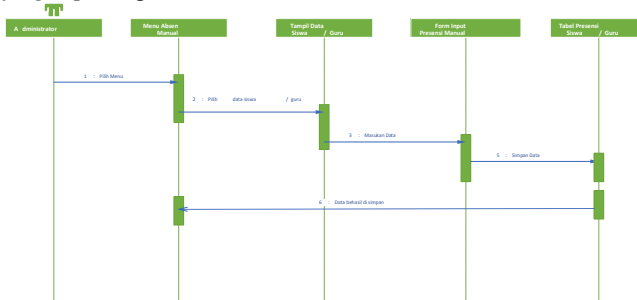 A dministrator
Menu Absen
Manual
Tampil Data
Siswa / Guru
Form Input
Presensi Manual
Tabel Presensi
Siswa / Guru
1 : Pilih Menu
2 : Pilih data siswa / guru
3 : Masukan Data
5 : Simpan Data
6 : Data behasil di simpan